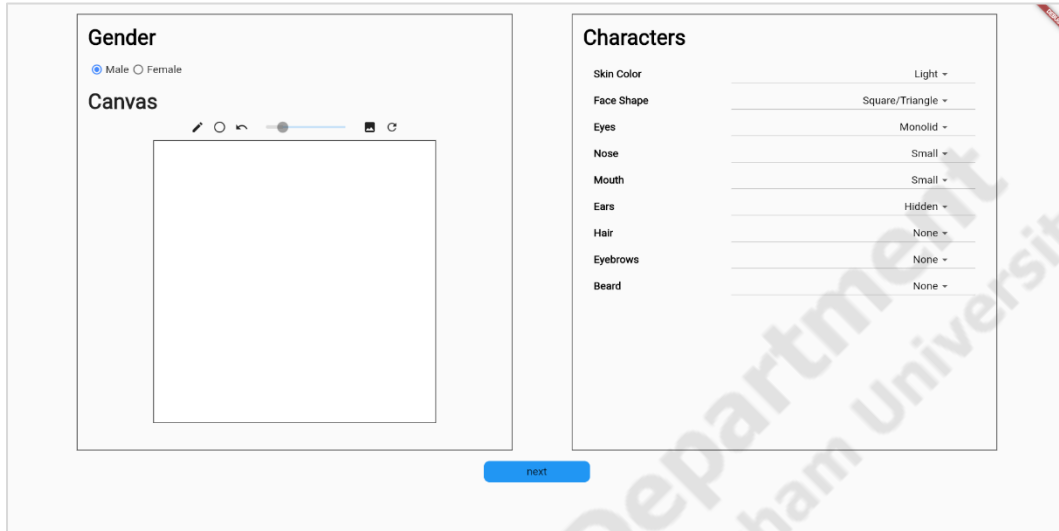 Gender
Male Female
Canvas
Characters
Skin Color Light
Face Shape Square/Triangle
Eyes Monolid
Nose Small
Mouth Small
Ears Hidden
Hair None
Eyebrows None
Beard None
next
Department